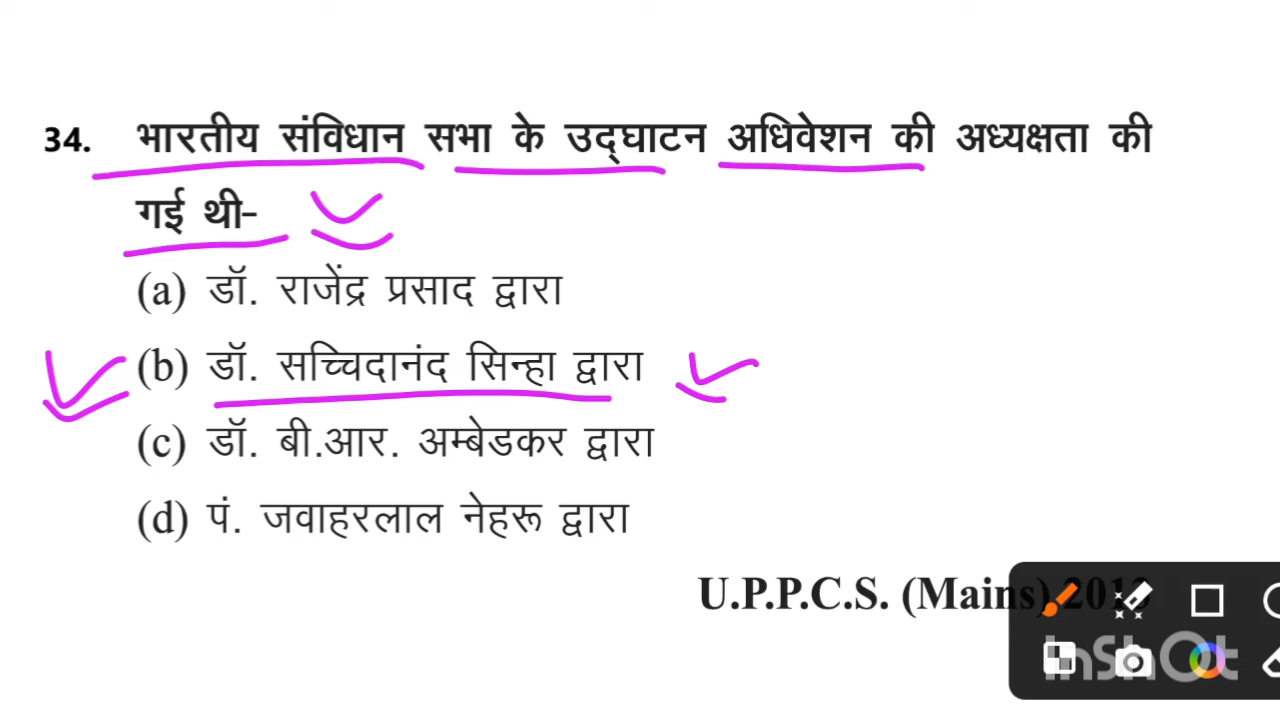 34. भारतीय संविधान सभा के उद्घाटन अधिवेशन की अध्यक्षता की
गई थी-
(a) डॉ. राजेंद्र प्रसाद द्वारा
(b) डॉ. सच्चिदानंद सिन्हा द्वारा
(c) डॉ. बी.आर. अम्बेडकर द्वारा
(d) पं. जवाहरलाल नेहरू द्वारा
U.P.P.C.S. (Mains)
InShOt